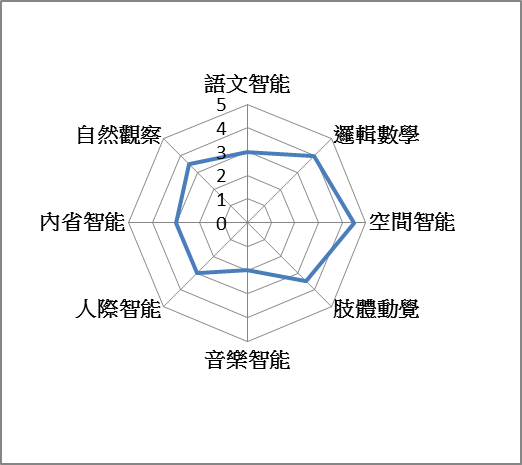 語文智能
5
自然觀察
4
邏輯數學
3
2
1
內省智能
0
空間智能
人際智能
肢體動覺
音樂智能